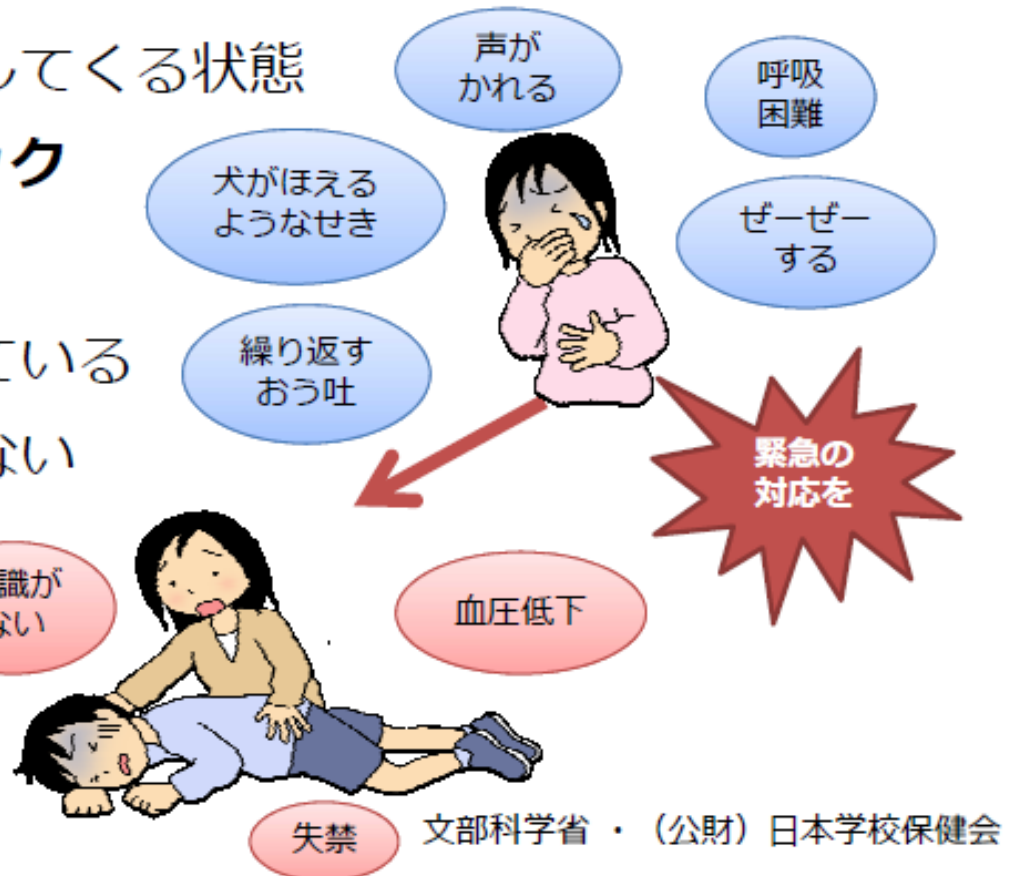 してくる状態
ック
ている
ない
声が
かれる
呼吸
困難
犬がほえる
ようなせき
ぜーぜー
する
繰り返す
おう吐
緊急の
対応を
識が
ない
血圧低下
失禁
文部科学省 ・（公財）日本学校保健会